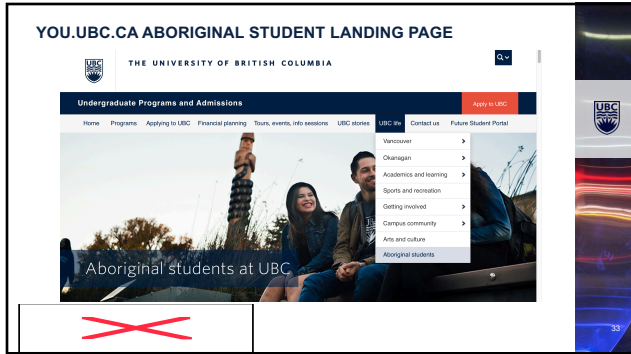 YOU.UBC.CA ABORIGINAL STUDENT LANDING PAGE
UBC
THE UNIVERSITY OF BRITISH COLUMBIA
Undergraduate Programs and Admissions
Apply to UBC
Home Programs Applying to UBC Financial planning Tours, events, info sessions UBC stories UBC life Contact us Future Student Portal
Vancouver
Okanagan
Academics and learning
Sports and recreation
Getting involved
Campus community
Arts and culture
Aboriginal students
Aboriginal students at UBC
UBC
33